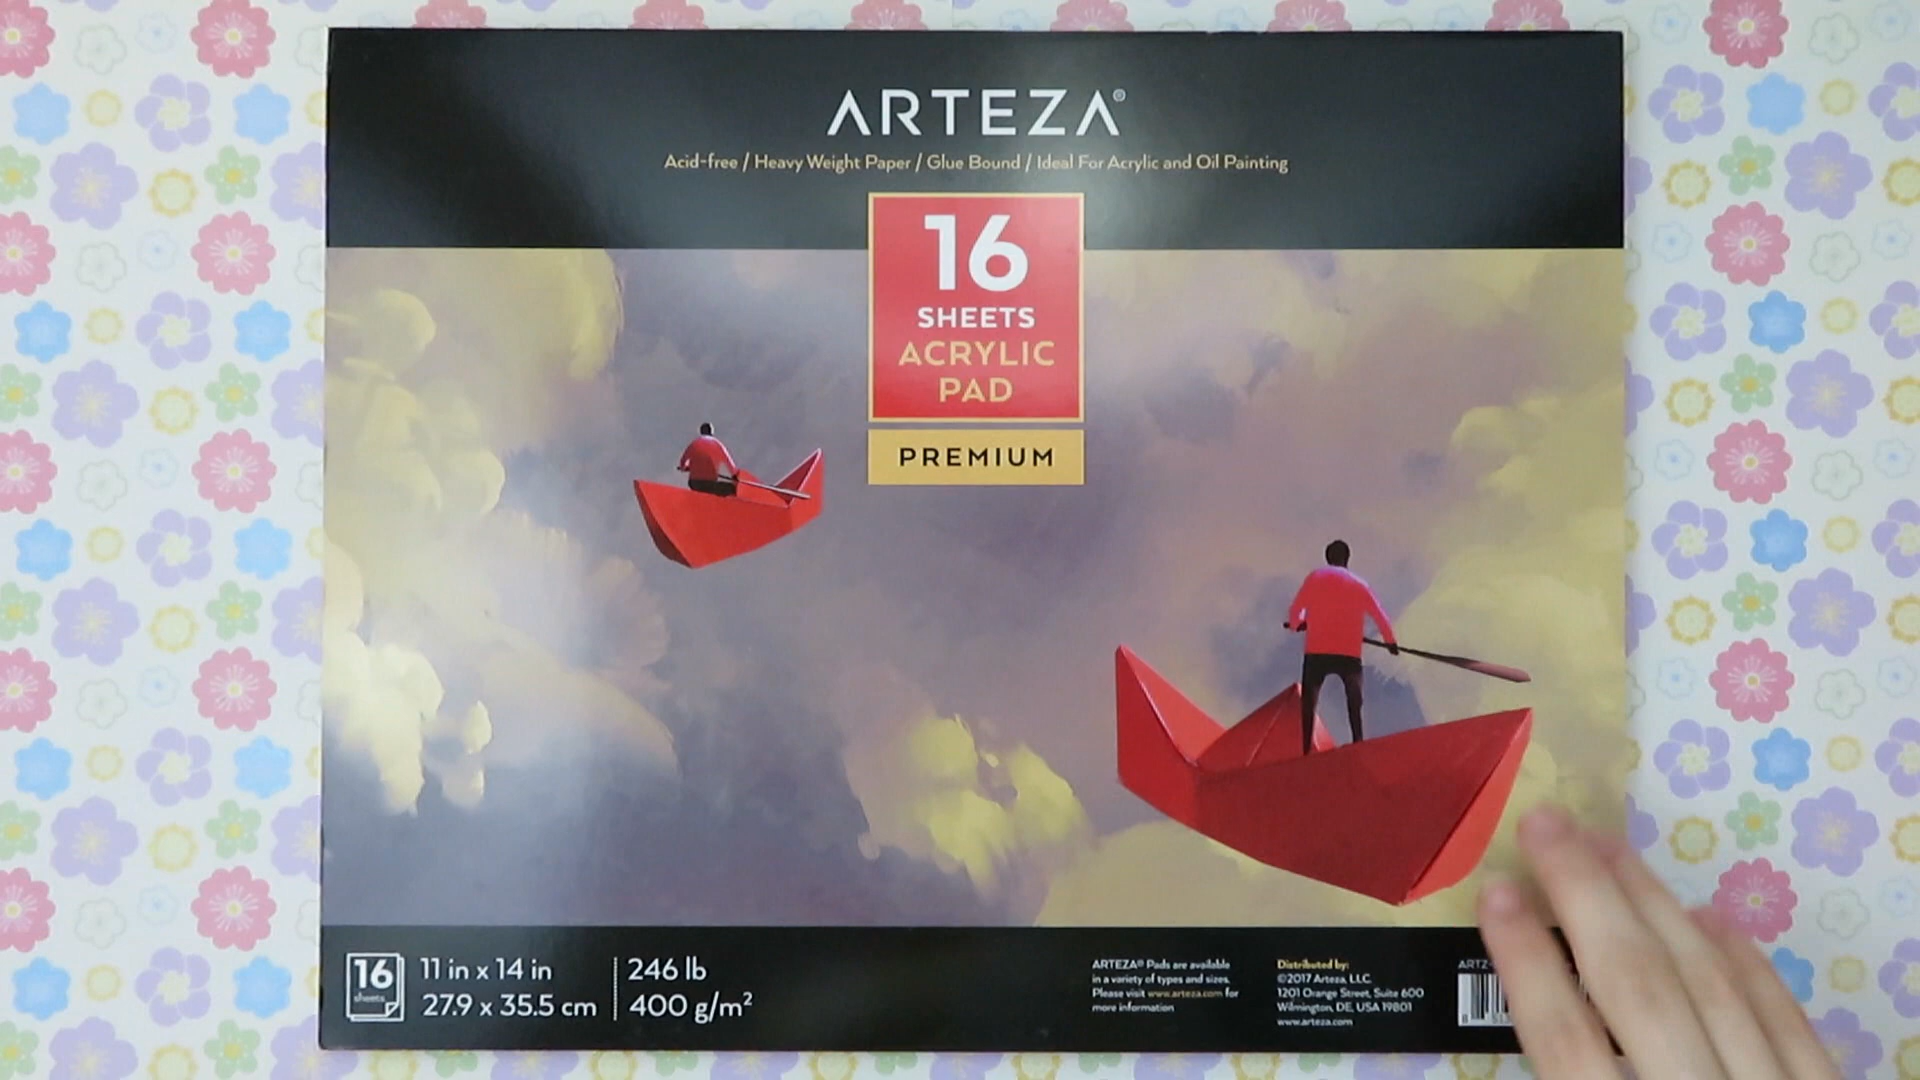 ARTEZA®
Acid-free / Heavy Weight Paper / Glue Bound / Ideal For Acrylic and Oil Painting
16
SHEETS
ACRYLIC
PAD
PREMIUM
16
sheets
11 in x 14 in
27.9 x 35.5 cm
246 lb
400 g/m²
ARTEZA® Pads are available
in a variety of types and sizes.
Please visit www.arteza.com for
more information
Distributed by:
©2017 Arteza, LLC.
1201 Orange Street, Suite 600
Wilmington, DE, USA 19801
www.arteza.com
ARTZ-